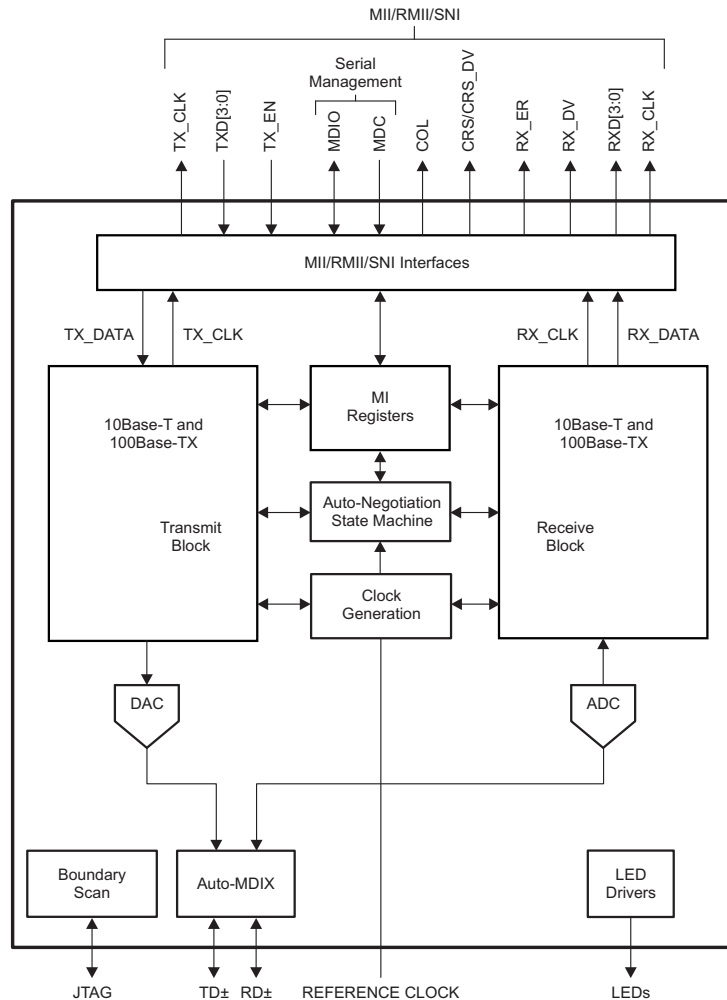 MII/RMII/SNI
Serial
Management
TX_CLK
TXD[3:0]
TX_EN
MDIO
MDC
COL
CRS/CRS_DV
RX_ER
RX_DV
RXD[3:0]
RX_CLK
MII/RMII/SNI Interfaces
TX_DATA
TX_CLK
RX_CLK
RX_DATA
10Base-T and
100Base-TX
Transmit
Block
MI
Registers
Auto-Negotiation
State Machine
Clock
Generation
10Base-T and
100Base-TX
Receive
Block
DAC
ADC
Boundary
Scan
Auto-MDIX
LED
Drivers
JTAG
TD±
RD±
REFERENCE CLOCK
LEDs